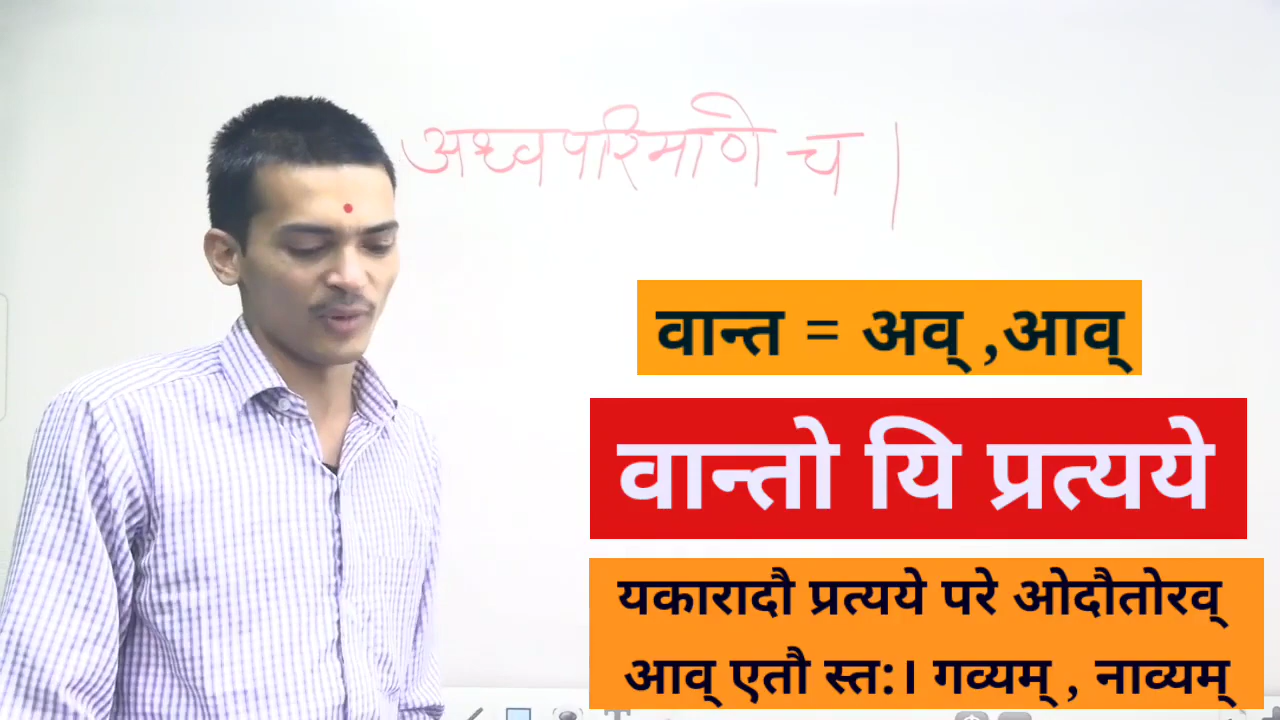 अध्वपरिमाणे च ।
वान्त = अव् ,आव्
वान्तो यि प्रत्यये
यकारादौ प्रत्यये परे ओदौतोरव्
आव् एतौ स्त:। गव्यम् , नाव्यम्